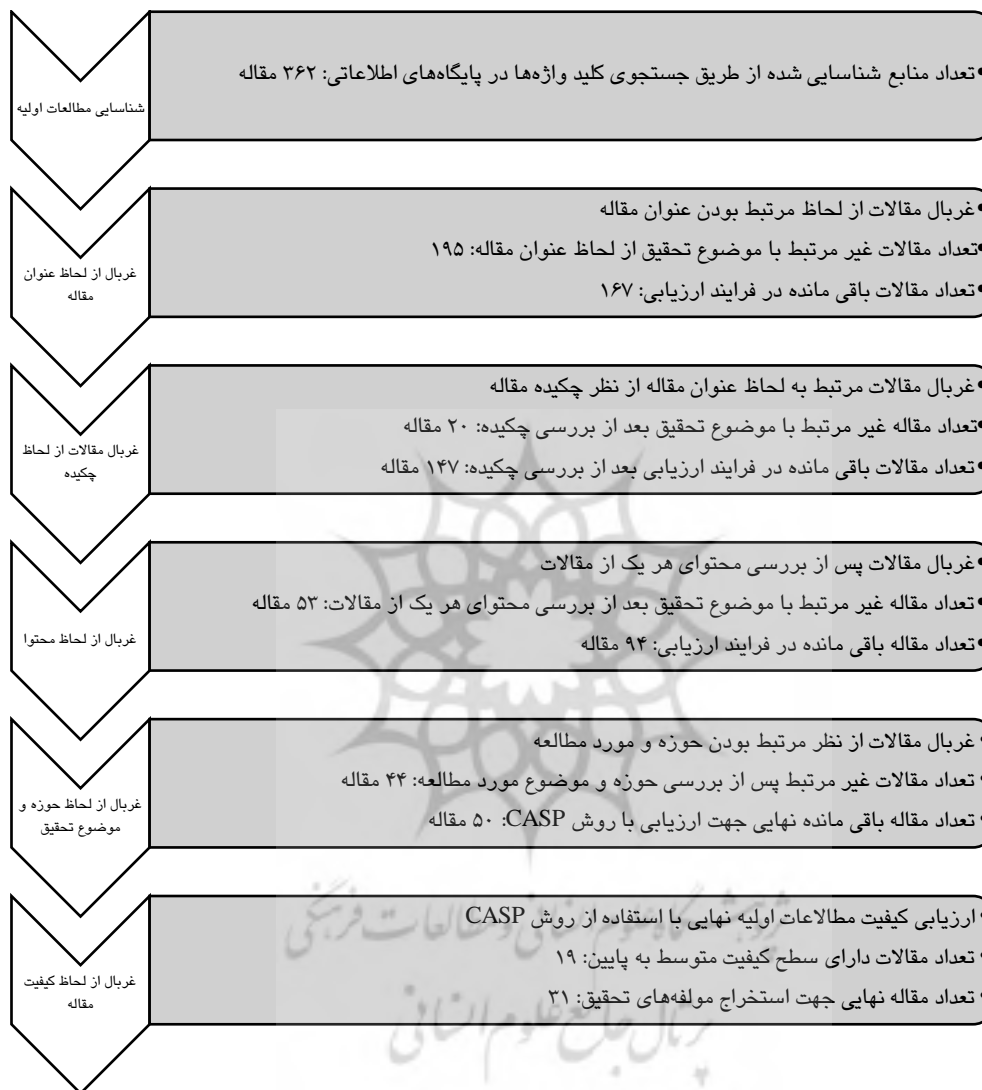 شناسایی مطالعات اولیه
•تعداد منابع شناسایی شده از طریق جستجوی کلید واژه‌ها در پایگاه‌های اطلاعاتی: ۳۶۲ مقاله
غربال از لحاظ عنوان
مقاله
•غربال مقالات از لحاظ مرتبط بودن عنوان مقاله
•تعداد مقالات غیر مرتبط با موضوع تحقیق از لحاظ عنوان مقاله: ۱۹۵
•تعداد مقالات باقی مانده در فرایند ارزیابی: ۱۶۷
غربال مقالات از لحاظ
چکیده
•غربال مقالات مرتبط به لحاظ عنوان مقاله از نظر چکیده مقاله
•تعداد مقاله غیر مرتبط با موضوع تحقیق بعد از بررسی چکیده: ۲۰ مقاله
•تعداد مقالات باقی مانده در فرایند ارزیابی بعد از بررسی چکیده: ۱۴۷ مقاله
غربال از لحاظ محتوا
•غربال مقالات پس از بررسی محتوای هر یک از مقالات
•تعداد مقاله غیر مرتبط با موضوع تحقیق بعد از بررسی محتوای هر یک از مقالات: ۵۳ مقاله
•تعداد مقاله باقی مانده در فرایند ارزیابی: ۹۴ مقاله
غربال از لحاظ حوزه و
موضوع تحقیق
• غربال مقالات از نظر مرتبط بودن حوزه و مورد مطالعه
• تعداد مقالات غیر مرتبط پس از بررسی حوزه و موضوع مورد مطالعه: ۴۴ مقاله
• تعداد مقاله باقی مانده نهایی جهت ارزیابی با روش CASP: ۵۰ مقاله
غربال از لحاظ کیفیت
مقاله
• ارزیابی کیفیت مطالاعات اولیه نهایی با استفاده از روش CASP
• تعداد مقالات دارای سطح کیفیت متوسط به پایین: ۱۹
• تعداد مقاله نهایی جهت استخراج مولفه‌های تحقیق: ۳۱
پژوهشگاه علوم انسانی و مطالعات فرهنگی
پرتال جامع علوم انسانی